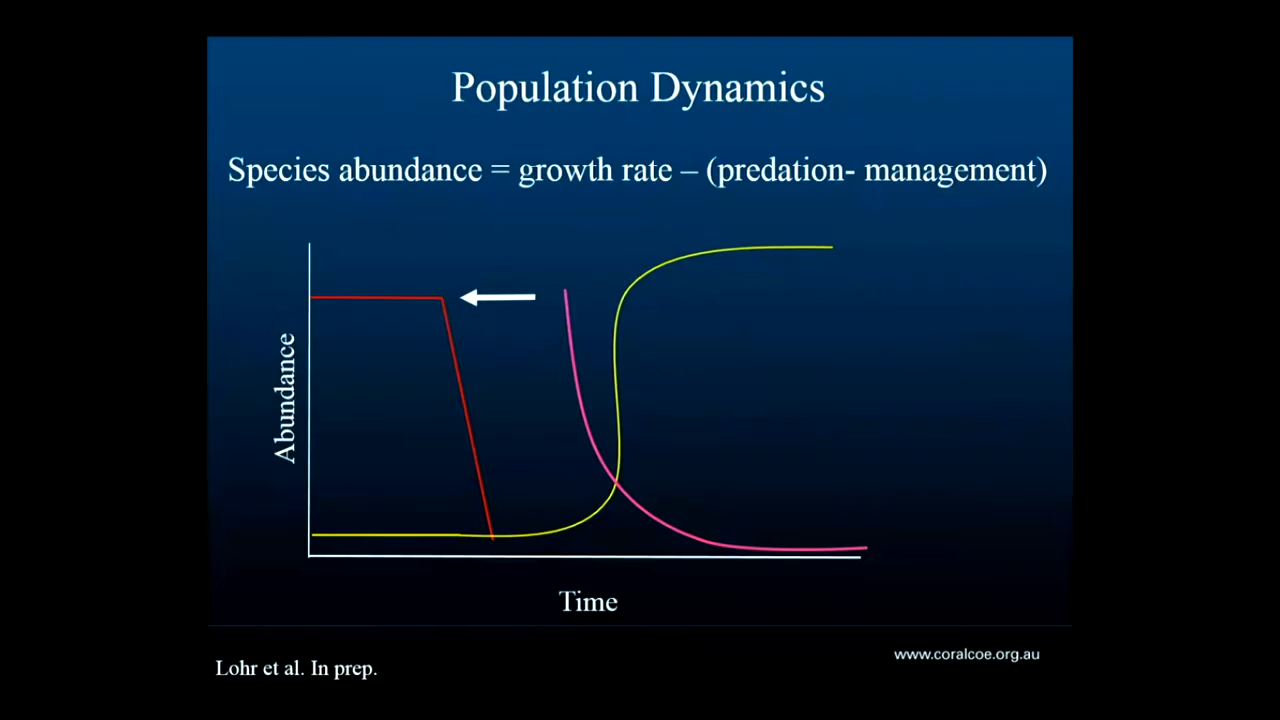 Population Dynamics
Species abundance = growth rate – (predation- management)
Abundance
Time
www.coralcoe.org.au
Lohr et al. In prep.